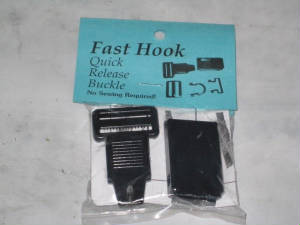 Fast Hook
Quick
Release
Buckle
No Sewing Required!